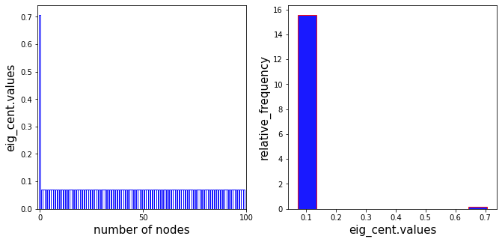 0.7
0.6
0.5
0.4
0.3
0.2
0.1
0.0
eig_cent.values
0 50 100
number of nodes
16
14
12
10
8
6
4
2
0
relative_frequency
0.1 0.2 0.3 0.4 0.5 0.6 0.7
eig_cent.values